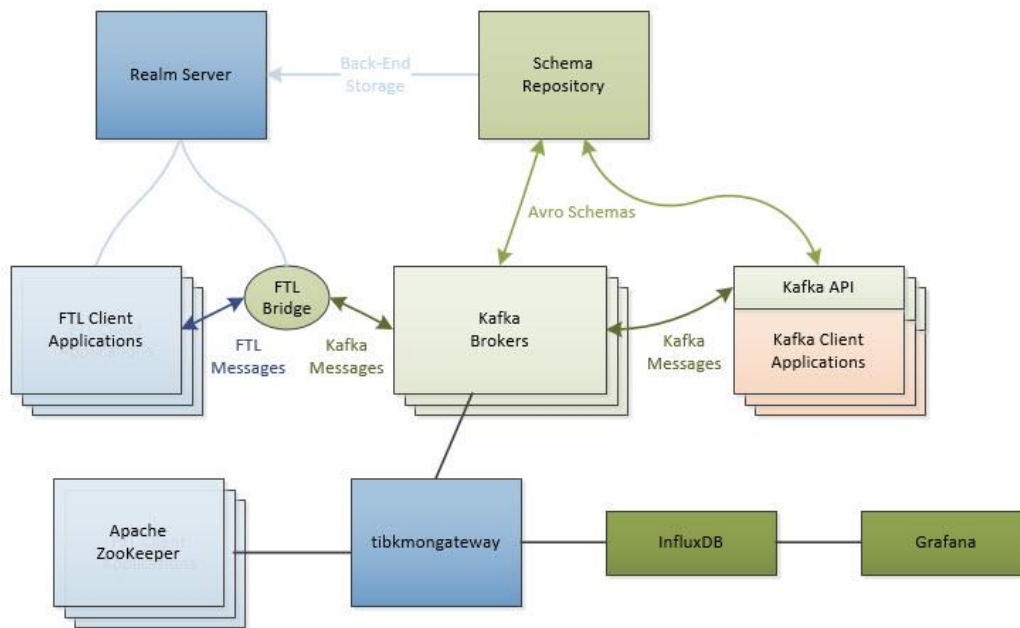 Realm Server
Back-End
Storage
Schema
Repository
Avro Schemas
FTL Client
Applications
FTL
Bridge
Kafka
Brokers
Kafka API
Kafka Client
Applications
FTL
Messages
Kafka
Messages
Kafka
Messages
Apache
ZooKeeper
tibkmongateway
InfluxDB
Grafana